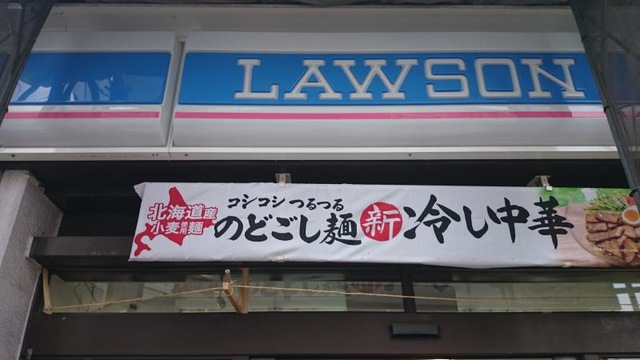 LAWSON
北海道産
小麦使用麺
コシコシ つるつる
のどごし麺 新 冷し中華